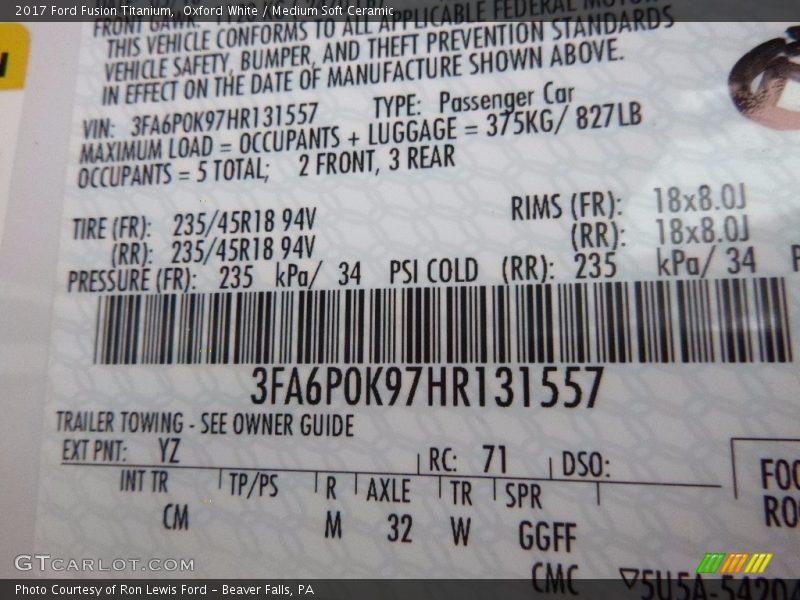 2017 Ford Fusion Titanium, Oxford White / Medium Soft Ceramic
THIS VEHICLE CONFORMS TO ALL APPLICABLE FEDERAL MOTOR
VEHICLE SAFETY, BUMPER, AND THEFT PREVENTION STANDARDS
IN EFFECT ON THE DATE OF MANUFACTURE SHOWN ABOVE.
VIN: 3FA6P0K97HR131557 TYPE: Passenger Car
MAXIMUM LOAD = OCCUPANTS + LUGGAGE = 375KG/ 827LB
OCCUPANTS = 5 TOTAL; 2 FRONT, 3 REAR
TIRE (FR): 235/45R18 94V RIMS (FR): 18x8.0J
(RR): 235/45R18 94V (RR): 18x8.0J
PRESSURE (FR): 235 kPa/ 34 PSI COLD (RR): 235 kPa/ 34 P
3FA6P0K97HR131557
TRAILER TOWING - SEE OWNER GUIDE
EXT PNT: YZ RC: 71 DSO:
INT TR TP/PS R AXLE TR SPR
CM M 32 W GGFF
CMC
FOO
RO
5U5A-5420
GTCARLOT.COM
Photo Courtesy of Ron Lewis Ford - Beaver Falls, PA